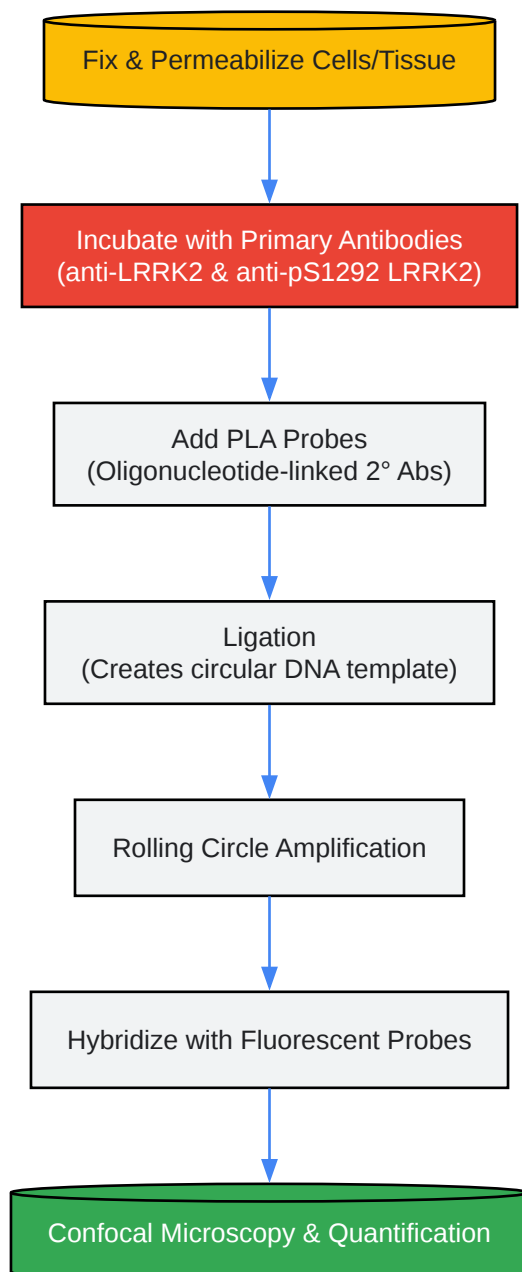 Fix & Permeabilize Cells/Tissue
Incubate with Primary Antibodies
(anti-LRRK2 & anti-pS1292 LRRK2)
Add PLA Probes
(Oligonucleotide-linked 2° Abs)
Ligation
(Creates circular DNA template)
Rolling Circle Amplification
Hybridize with Fluorescent Probes
Confocal Microscopy & Quantification